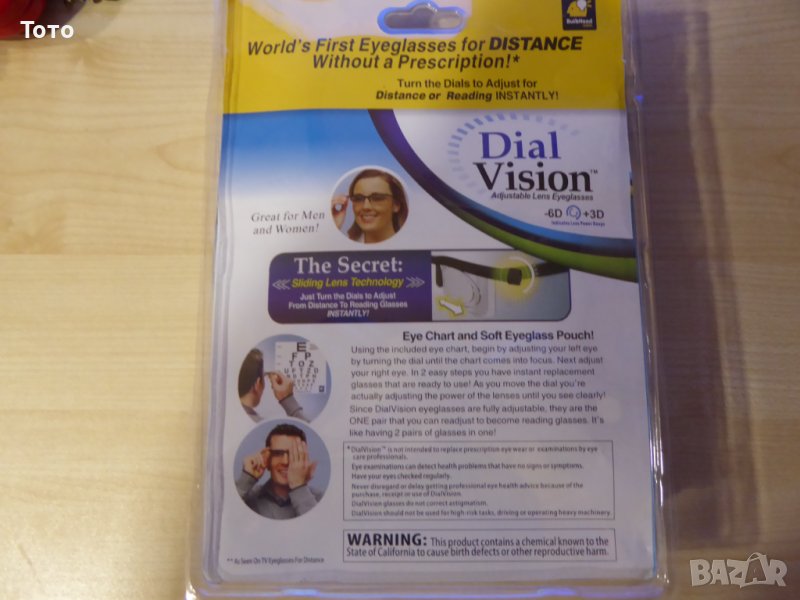 Toto
BulbHead
World's First Eyeglasses for DISTANCE
Without a Prescription!*
Turn the Dials to Adjust for
Distance or Reading INSTANTLY!
Dial
Vision™
Adjustable Lens Eyeglasses
-6D +3D
Indicates Lens Power Range
Great for Men
and Women!
The Secret:
Sliding Lens Technology
Just Turn the Dials to Adjust
From Distance To Reading Glasses
INSTANTLY!
Eye Chart and Soft Eyeglass Pouch!
Using the included eye chart, begin by adjusting your left eye
by turning the dial until the chart comes into focus. Next adjust
your right eye. In 2 easy steps you have instant replacement
glasses that are ready to use! As you move the dial you're
actually adjusting the power of the lenses until you see clearly!
Since DialVision eyeglasses are fully adjustable, they are the
ONE pair that you can readjust to become reading glasses. It's
like having 2 pairs of glasses in one!
E
F P
T O Z
*DialVision™ is not intended to replace prescription eye wear or examinations by eye
care professionals.
Eye examinations can detect health problems that have no signs or symptoms.
Have your eyes checked regularly.
Never disregard or delay getting professional eye health advice because of the
purchase, receipt or use of DialVision.
DialVision glasses do not correct astigmatism.
DialVision should not be used for high-risk tasks, driving or operating heavy machinery
WARNING: This product contains a chemical known to the
State of California to cause birth defects or other reproductive harm.
** As Seen On TV Eyeglasses For Distance
BAZAR